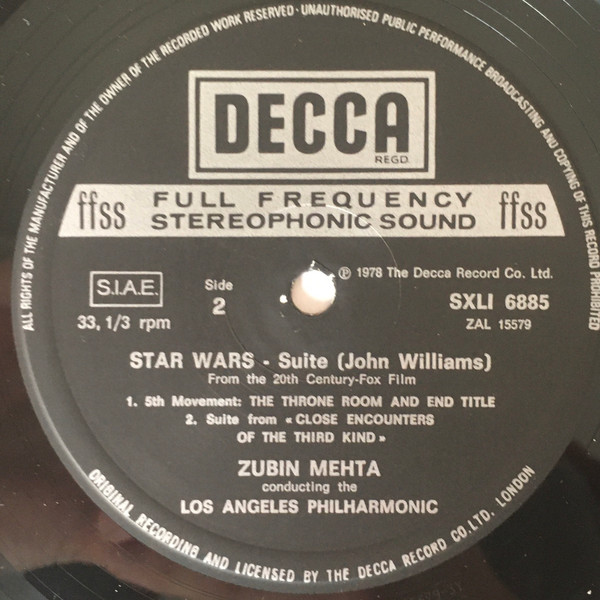 ALL RIGHTS OF THE MANUFACTURER AND OF THE OWNER OF THE RECORDED WORK RESERVED · UNAUTHORISED PUBLIC PERFORMANCE BROADCASTING AND COPYING OF THIS RECORD PROHIBITED
DECCA
REGD.
ffss FULL FREQUENCY STEREOPHONIC SOUND ffss
S.I.A.E.
33, 1/3 rpm
Side
2
℗ 1978 The Decca Record Co. Ltd.
SXLI 6885
ZAL 15579
STAR WARS - Suite (John Williams)
From the 20th Century-Fox Film
1. 5th Movement: THE THRONE ROOM AND END TITLE
2. Suite from «CLOSE ENCOUNTERS
OF THE THIRD KIND»
ZUBIN MEHTA
conducting the
LOS ANGELES PHILHARMONIC
ORIGINAL RECORDING AND LICENSED BY THE DECCA RECORD CO. LTD. LONDON